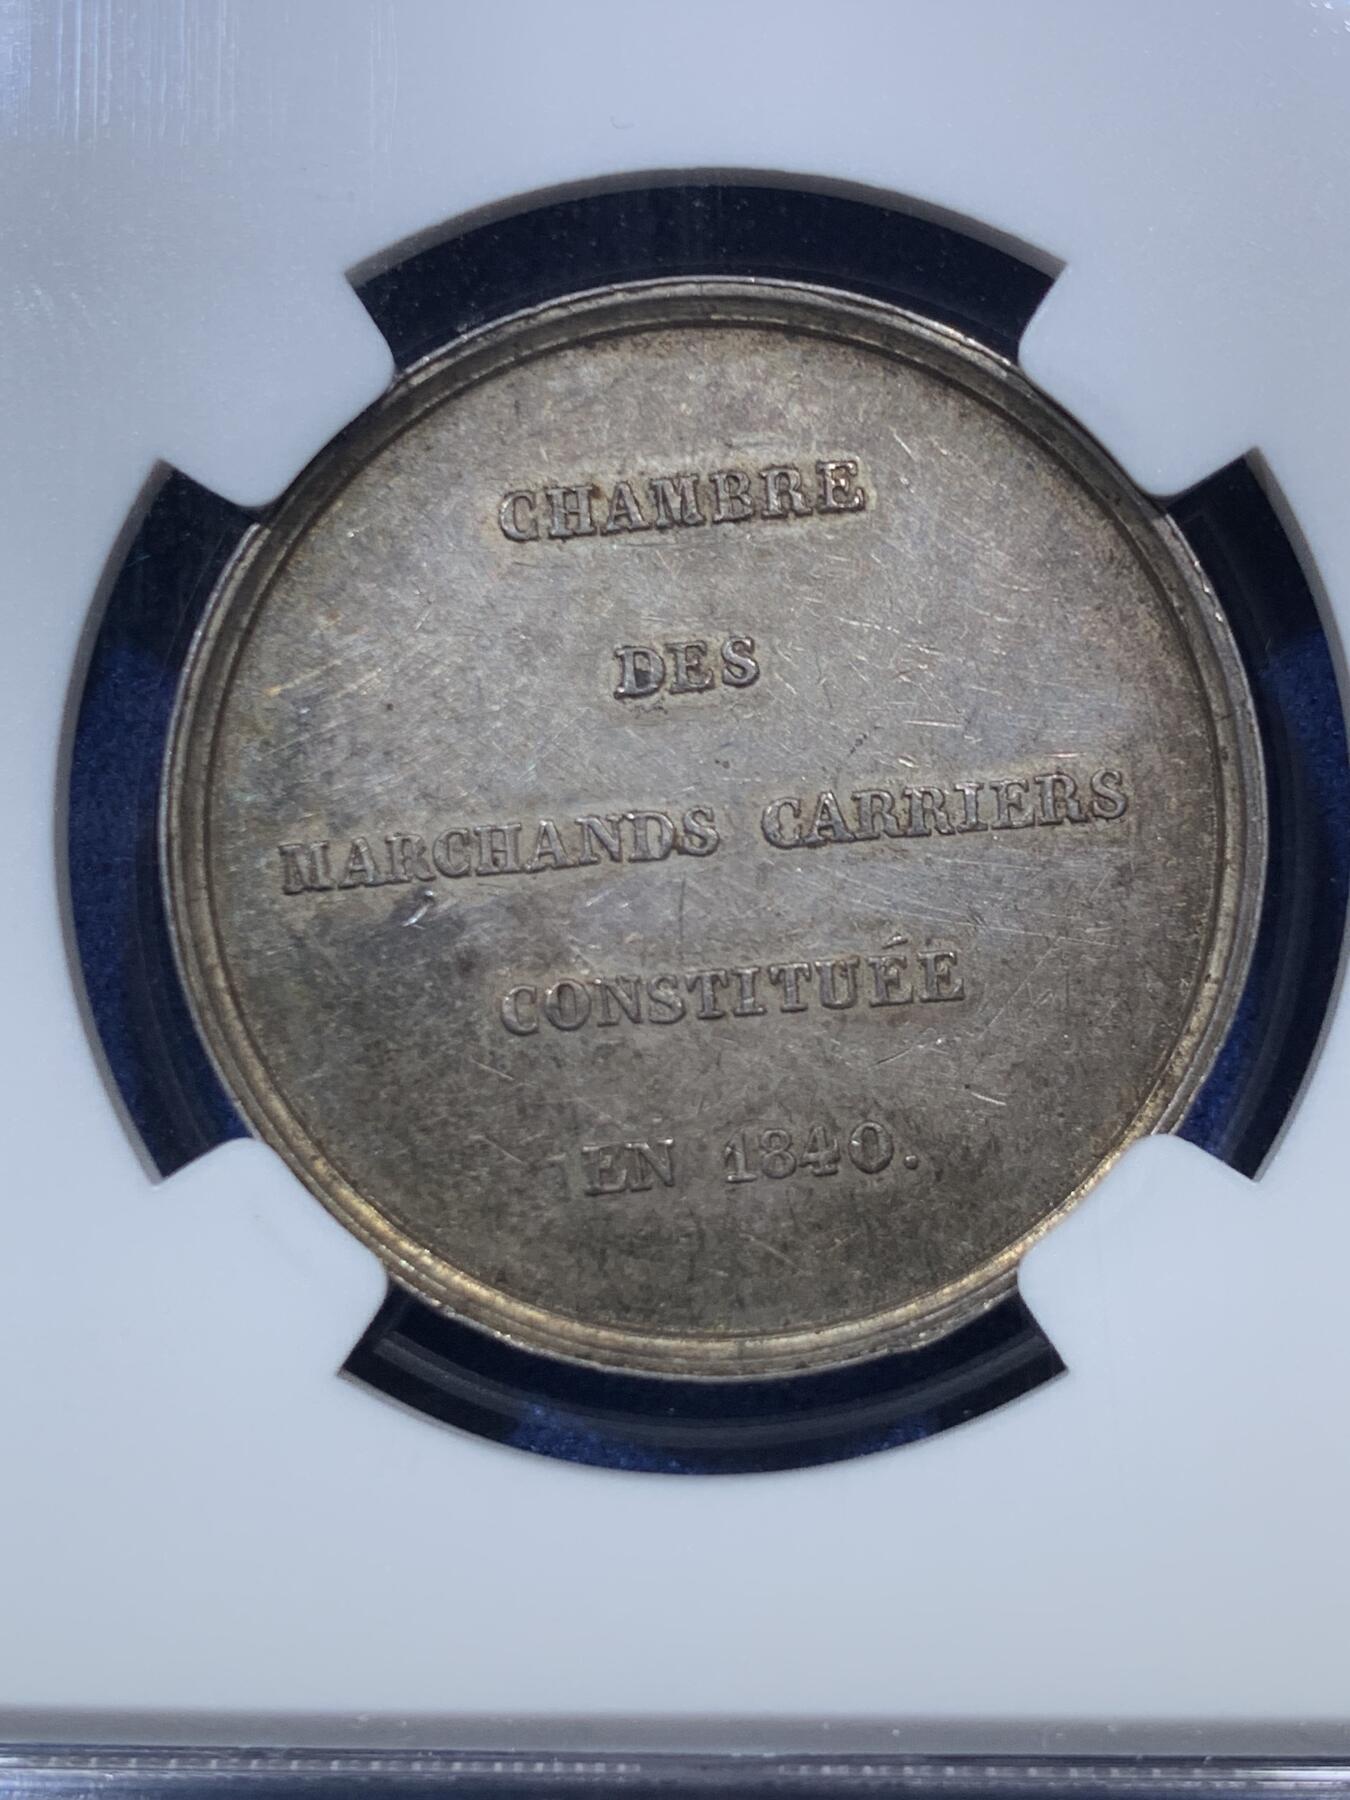 CHAMBRE
DES
MARCHANDS CARRIERS
CONSTITUÉE
EN 1840.